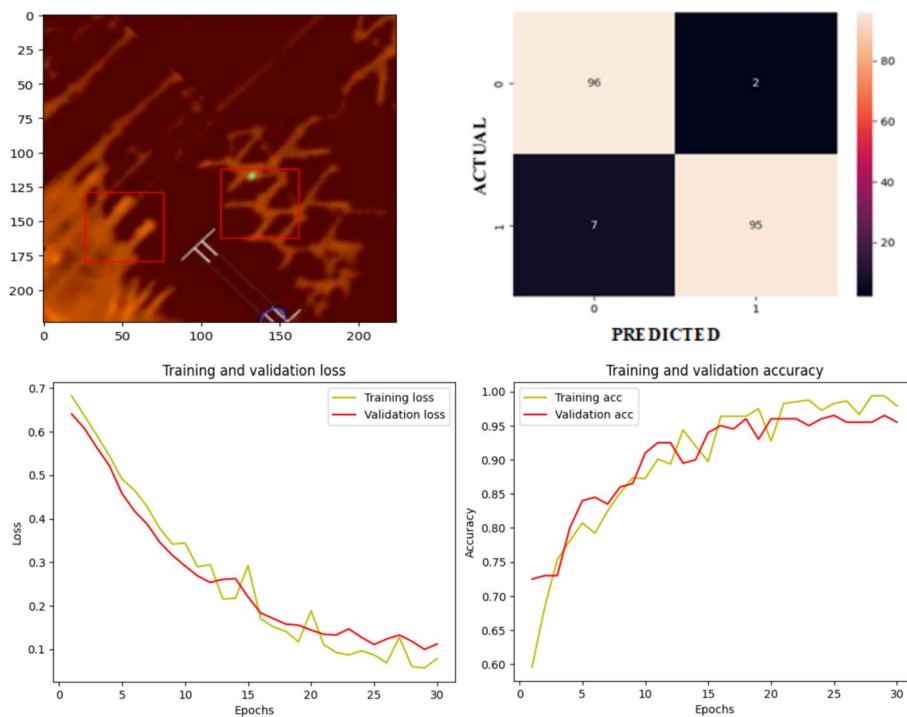 0
25
50
75
100
125
150
175
200
0 50 100 150 200
ACTUAL
0
1
96 2
7 95
0 1
PREDICTED
80
60
40
20
Training and validation loss
Training loss
Validation loss
Loss
0.7
0.6
0.5
0.4
0.3
0.2
0.1
0 5 10 15 20 25 30
Epochs
Training and validation accuracy
Training acc
Validation acc
Accuracy
1.00
0.95
0.90
0.85
0.80
0.75
0.70
0.65
0.60
0 5 10 15 20 25 30
Epochs